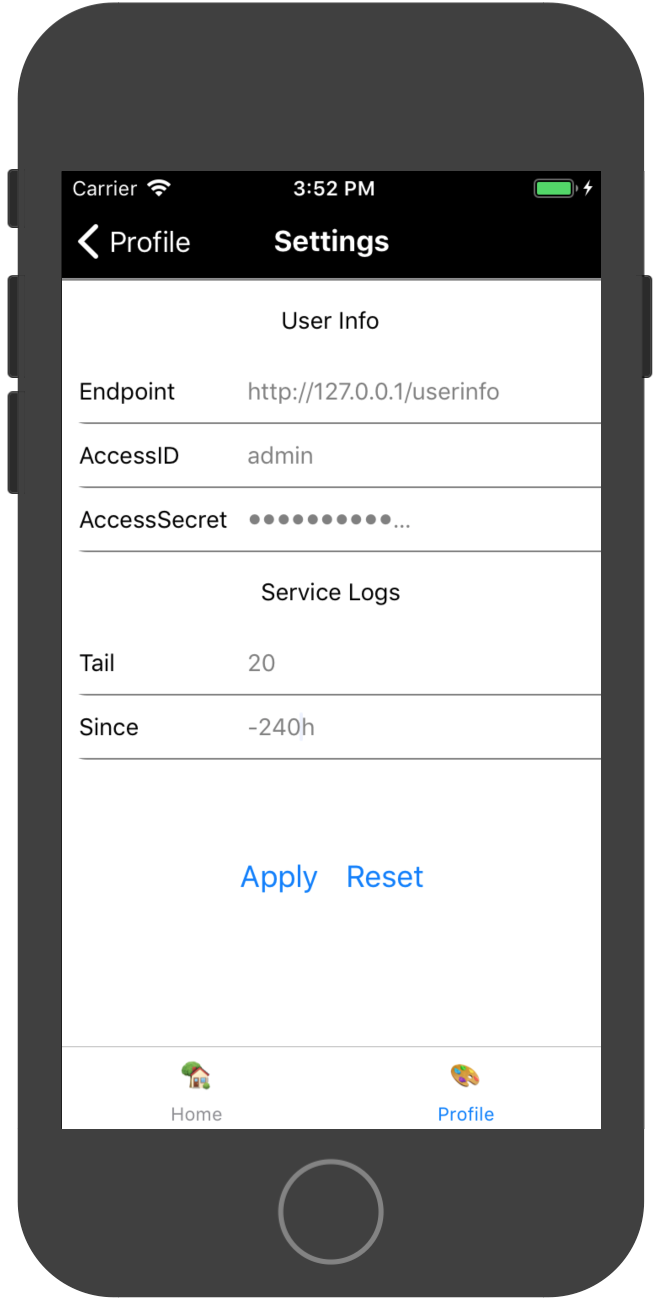 Carrier 3:52 PM
Profile Settings
User Info
Endpoint http://127.0.0.1/userinfo
AccessID admin
AccessSecret ●●●●●●●●●●...
Service Logs
Tail 20
Since -240h
Apply Reset
Home Profile